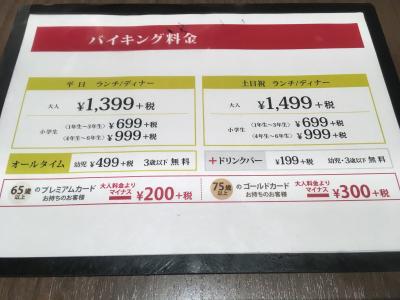 バイキング料金
平日 ランチ/ディナー
大人 ¥1,399+税
小学生 (1年生~3年生) ¥699+税
(4年生~6年生) ¥999+税
土日祝 ランチ/ディナー
大人 ¥1,499+税
小学生 (1年生~3年生) ¥699+税
(4年生~6年生) ¥999+税
オールタイム 幼児 ¥499+税 3歳以下 無料
+ドリンクバー ¥199+税 幼児・3歳以下 無料
65歳以上 のプレミアムカードお持ちのお客様 大人料金よりマイナス ¥200+税
75歳以上 のゴールドカードお持ちのお客様 大人料金よりマイナス ¥300+税